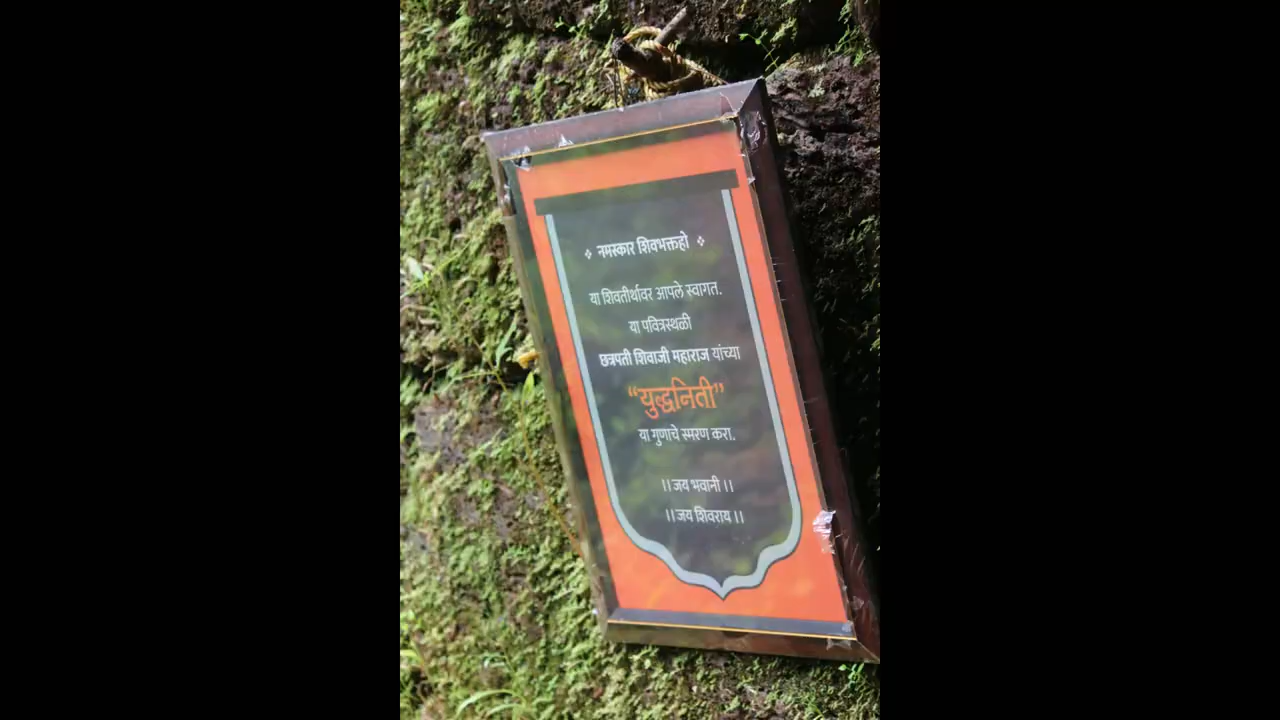 ❖ नमस्कार शिवभक्तहो ❖
या शिवतीर्थावर आपले स्वागत.
या पवित्रस्थळी
छत्रपती शिवाजी महाराज यांच्या
“युद्धनिती”
या गुणाचे स्मरण करा.
।। जय भवानी ।।
।। जय शिवराय ।।